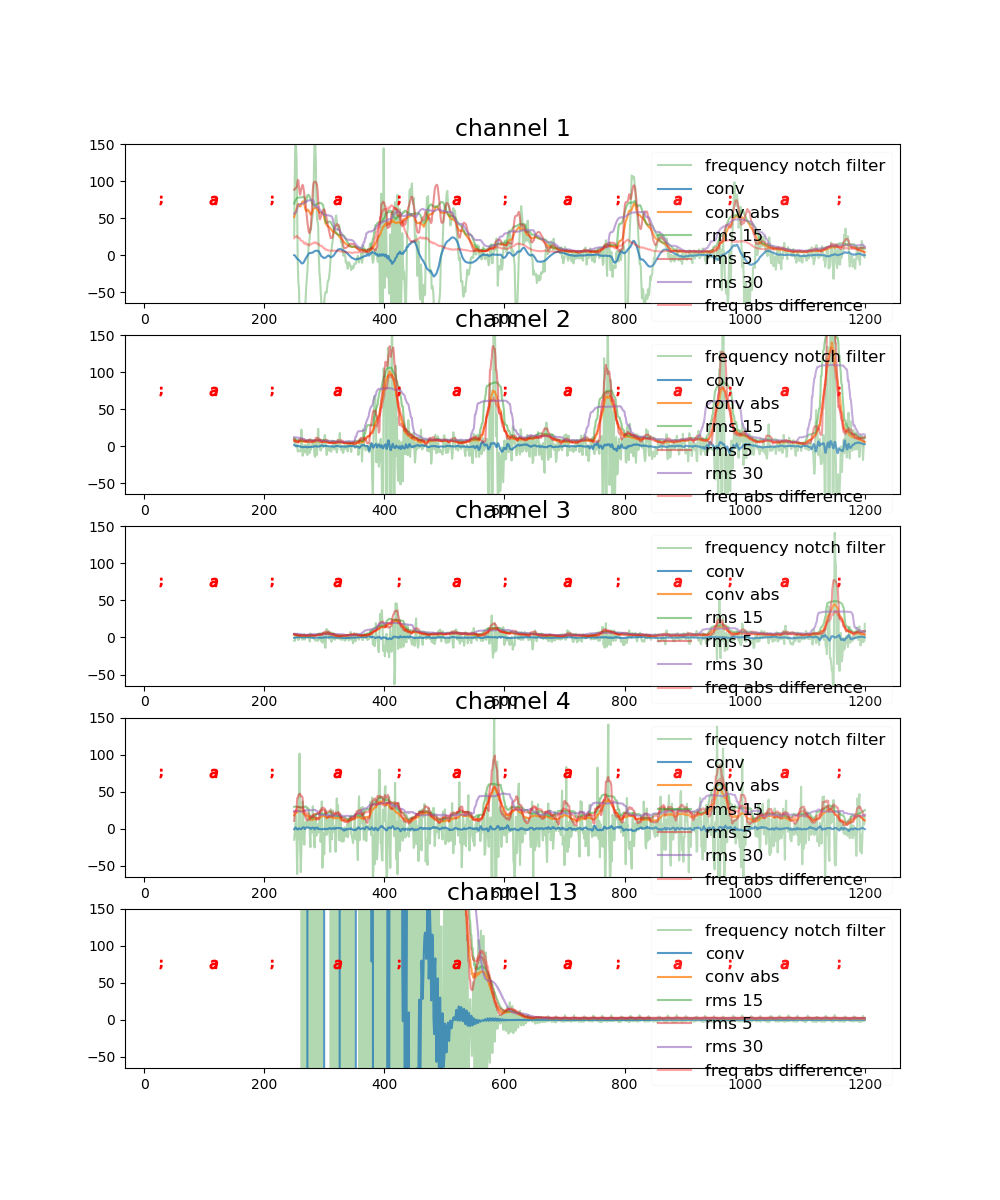 channel 1
150
100
50
0
−50
; a ; a ; a ; a ; a ; a ;
frequency notch filter
conv
conv abs
rms 15
rms 5
rms 30
freq abs difference
0 200 400 600 800 1000 1200
channel 2
150
100
50
0
−50
; a ; a ; a ; a ; a ; a ;
frequency notch filter
conv
conv abs
rms 15
rms 5
rms 30
freq abs difference
0 200 400 600 800 1000 1200
channel 3
150
100
50
0
−50
; a ; a ; a ; a ; a ; a ;
frequency notch filter
conv
conv abs
rms 15
rms 5
rms 30
freq abs difference
0 200 400 600 800 1000 1200
channel 4
150
100
50
0
−50
; a ; a ; a ; a ; a ; a ;
frequency notch filter
conv
conv abs
rms 15
rms 5
rms 30
freq abs difference
0 200 400 600 800 1000 1200
channel 13
150
100
50
0
−50
; a ; a ; a ; a ; a ; a ;
frequency notch filter
conv
conv abs
rms 15
rms 5
rms 30
freq abs difference
0 200 400 600 800 1000 1200